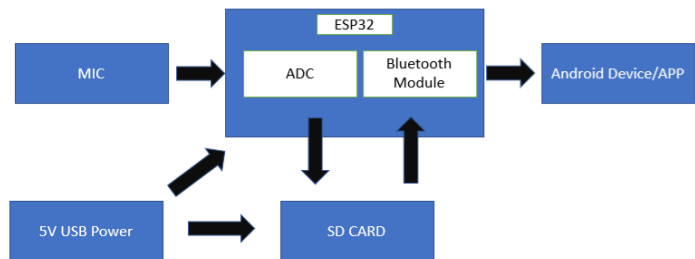 ESP32
MIC
ADC
Bluetooth
Module
Android Device/APP
5V USB Power
SD CARD